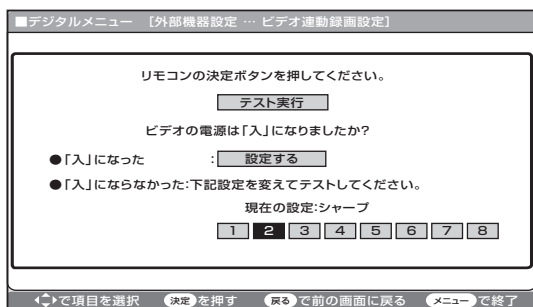 ■デジタルメニュー [外部機器設定 … ビデオ連動録画設定]
リモコンの決定ボタンを押してください。
テスト実行
ビデオの電源は「入」になりましたか?
●「入」になった :設定する
●「入」にならなかった:下記設定を変えてテストしてください。
現在の設定:シャープ
1 2 3 4 5 6 7 8
で項目を選択 決定を押す 戻るで前の画面に戻る メニューで終了